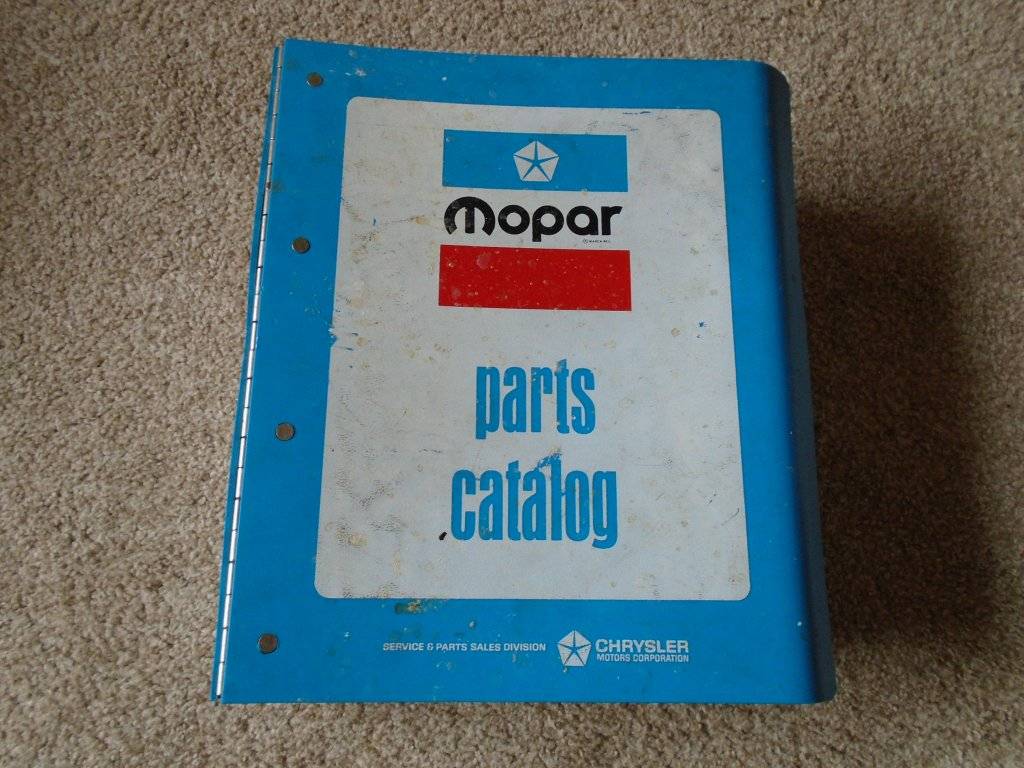 mopar
parts
catalog
SERVICE & PARTS SALES DIVISION
CHRYSLER
MOTORS CORPORATION